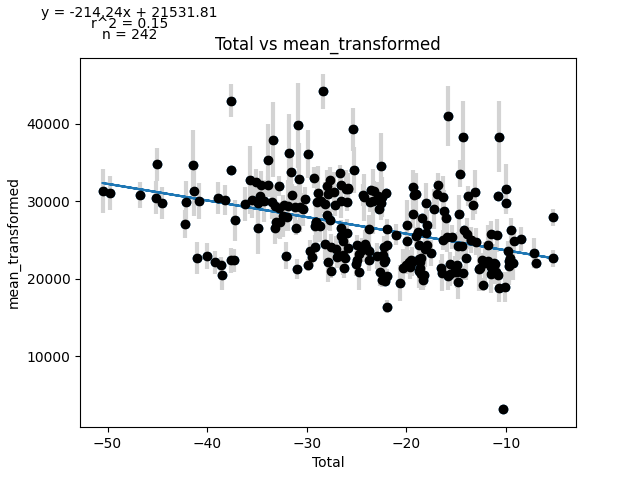 y = -214.24x + 21531.81
r^2 = 0.15
n = 242
Total vs mean_transformed
40000
30000
20000
10000
mean_transformed
−50 −40 −30 −20 −10
Total